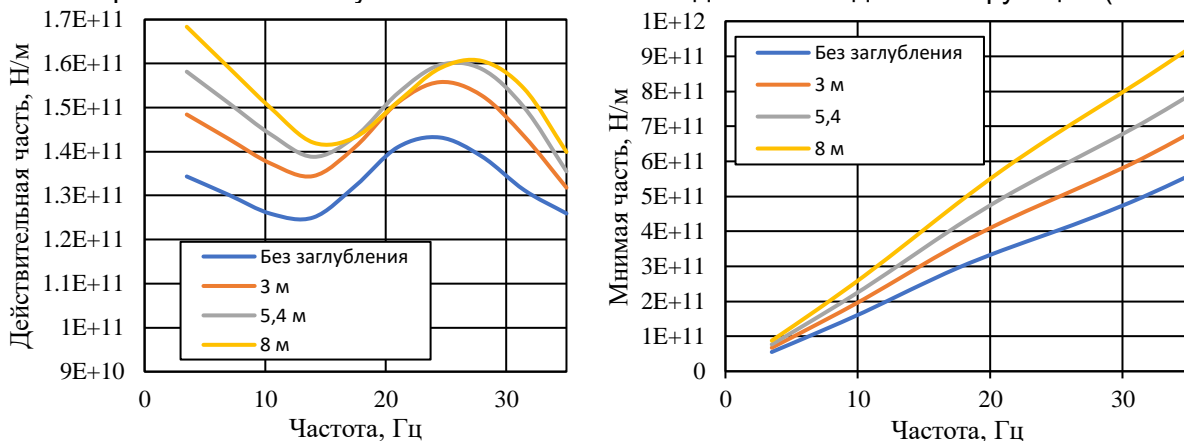 Действительная часть, Н/м
1.7E+11
1.6E+11
1.5E+11
1.4E+11
1.3E+11
1.2E+11
1.1E+11
1E+11
9E+10
Без заглубления
3 м
5,4 м
8 м
0 10 20 30
Частота, Гц
Мнимая часть, Н/м
1E+12
9E+11
8E+11
7E+11
6E+11
5E+11
4E+11
3E+11
2E+11
1E+11
0
Без заглубления
3 м
5,4
8 м
0 10 20 30
Частота, Гц